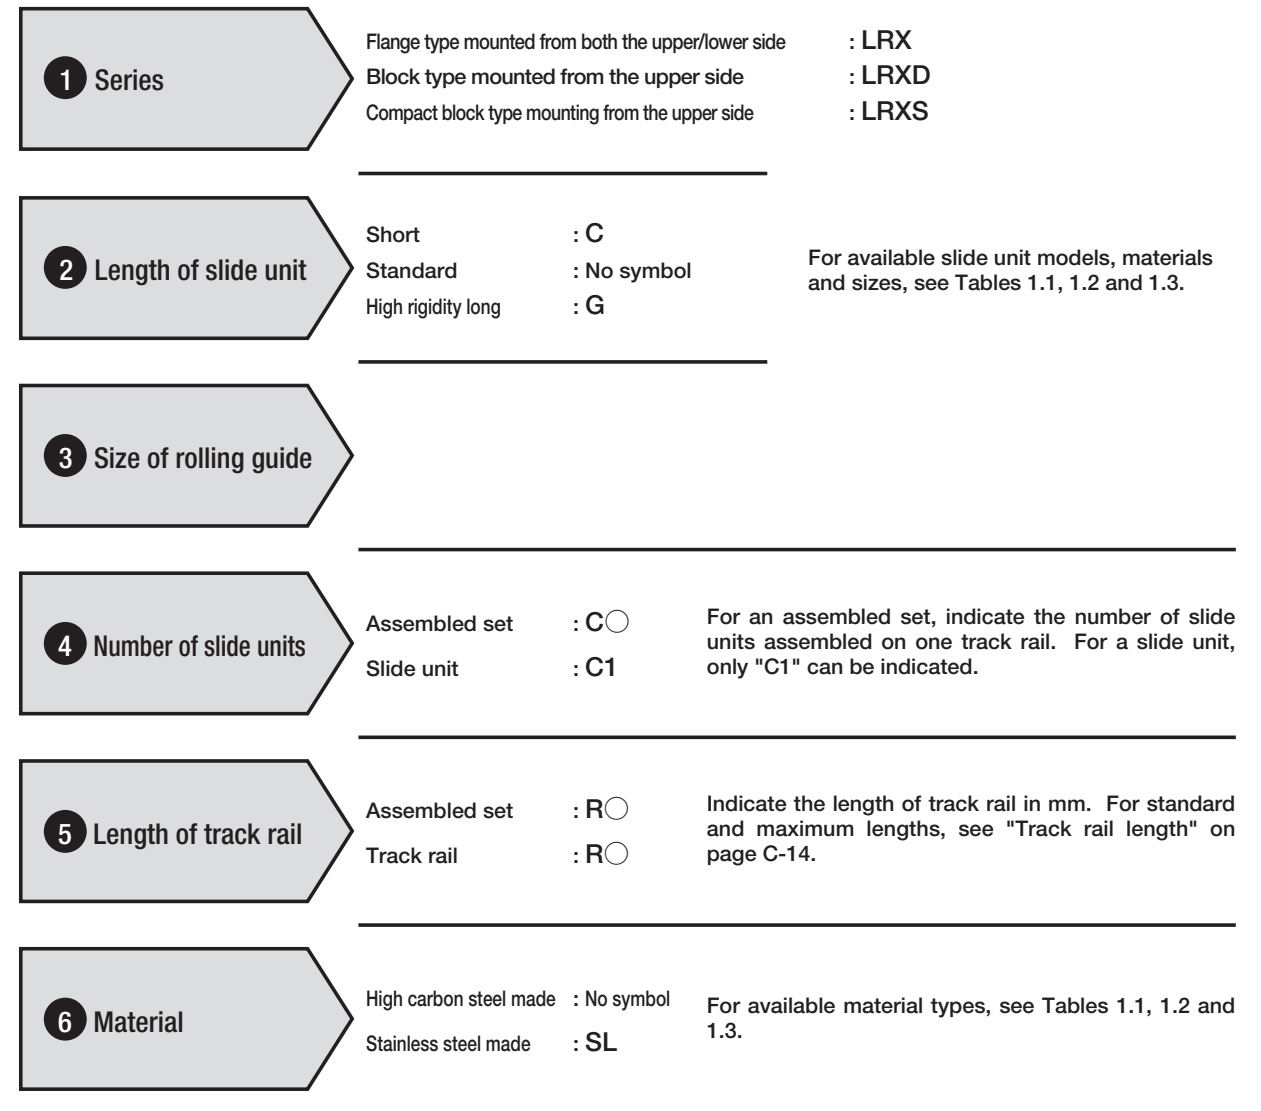 1 Series
Flange type mounted from both the upper/lower side : LRX
Block type mounted from the upper side : LRXD
Compact block type mounting from the upper side : LRXS
2 Length of slide unit
Short : C
Standard : No symbol
High rigidity long : G
For available slide unit models, materials
and sizes, see Tables 1.1, 1.2 and 1.3.
3 Size of rolling guide
4 Number of slide units
Assembled set : C○
Slide unit : C1
For an assembled set, indicate the number of slide
units assembled on one track rail. For a slide unit,
only "C1" can be indicated.
5 Length of track rail
Assembled set : R○
Track rail : R○
Indicate the length of track rail in mm. For standard
and maximum lengths, see "Track rail length" on
page C-14.
6 Material
High carbon steel made : No symbol
Stainless steel made : SL
For available material types, see Tables 1.1, 1.2 and
1.3.